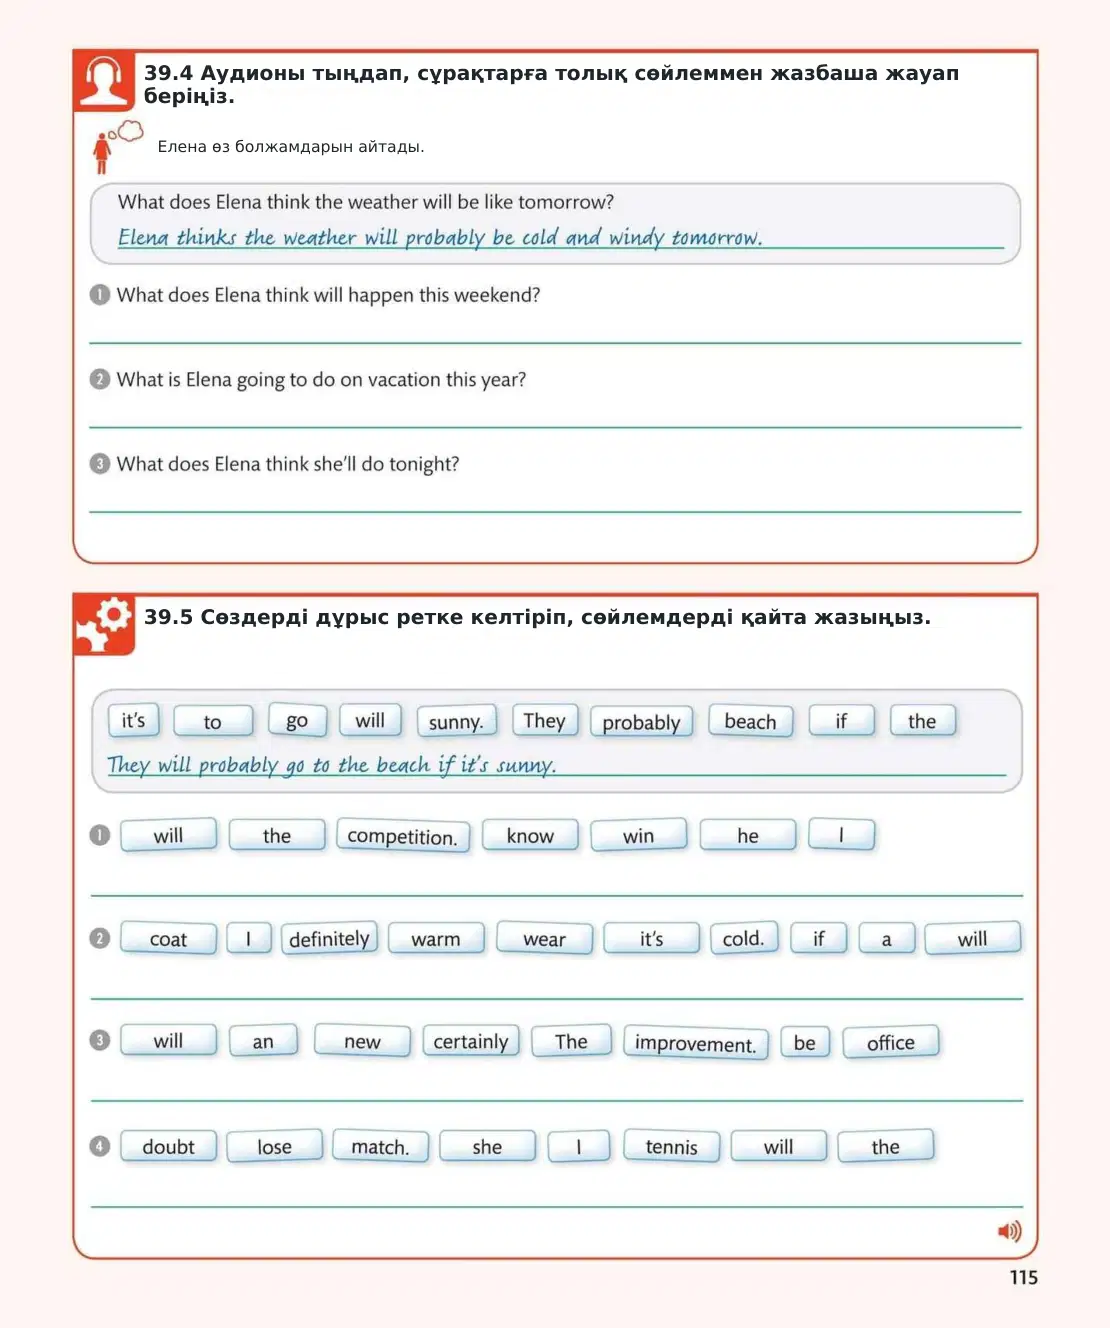 39.4 Аудионы тыңдап, сұрақтарға толық сөйлеммен жазбаша жауап
беріңіз.
Елена өз болжамдарын айтады.
What does Elena think the weather will be like tomorrow?
Elena thinks the weather will probably be cold and windy tomorrow.
1 What does Elena think will happen this weekend?
2 What is Elena going to do on vacation this year?
3 What does Elena think she'll do tonight?
39.5 Сөздерді дұрыс ретке келтіріп, сөйлемдерді қайта жазыңыз.
it's to go will sunny. They probably beach if the
They will probably go to the beach if it's sunny.
1 will the competition. know win he I
2 coat I definitely warm wear it's cold. if a will
3 will an new certainly The improvement. be office
4 doubt lose match. she I tennis will the
115